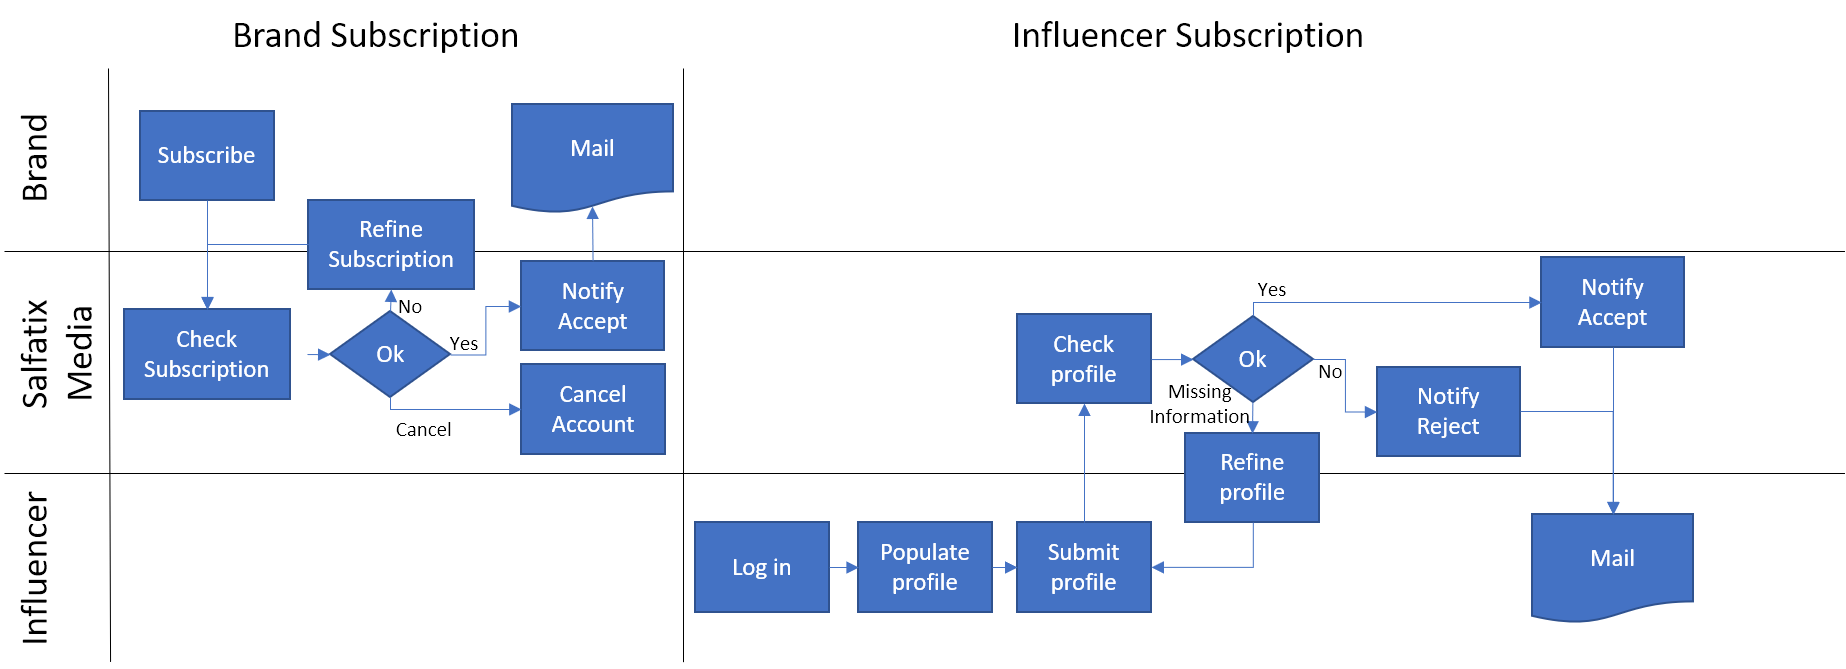 Brand Subscription
Influencer Subscription
Brand
Subscribe
Mail
Refine
Subscription
Salfatix
Media
Check
Subscription
Ok
No
Yes
Cancel
Notify
Accept
Cancel
Account
Check
profile
Ok
Yes
No
Missing
Information
Notify
Accept
Notify
Reject
Refine
profile
Influencer
Log in
Populate
profile
Submit
profile
Mail